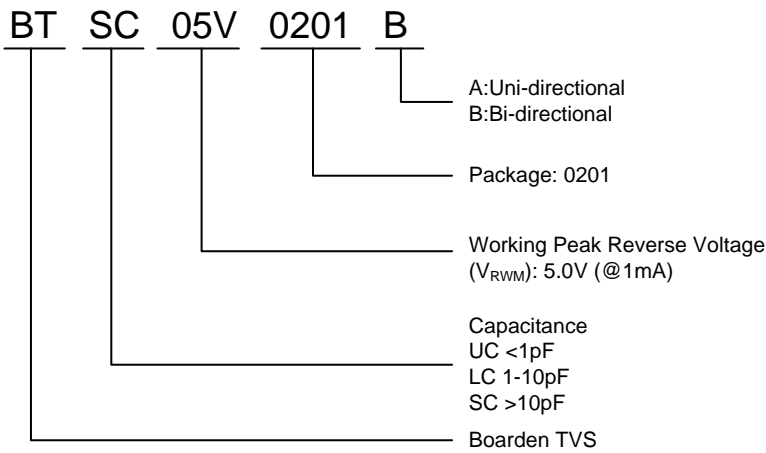 BT SC 05V 0201 B
A:Uni-directional
B:Bi-directional
Package: 0201
Working Peak Reverse Voltage
(VRWM): 5.0V (@1mA)
Capacitance
UC <1pF
LC 1-10pF
SC >10pF
Boarden TVS